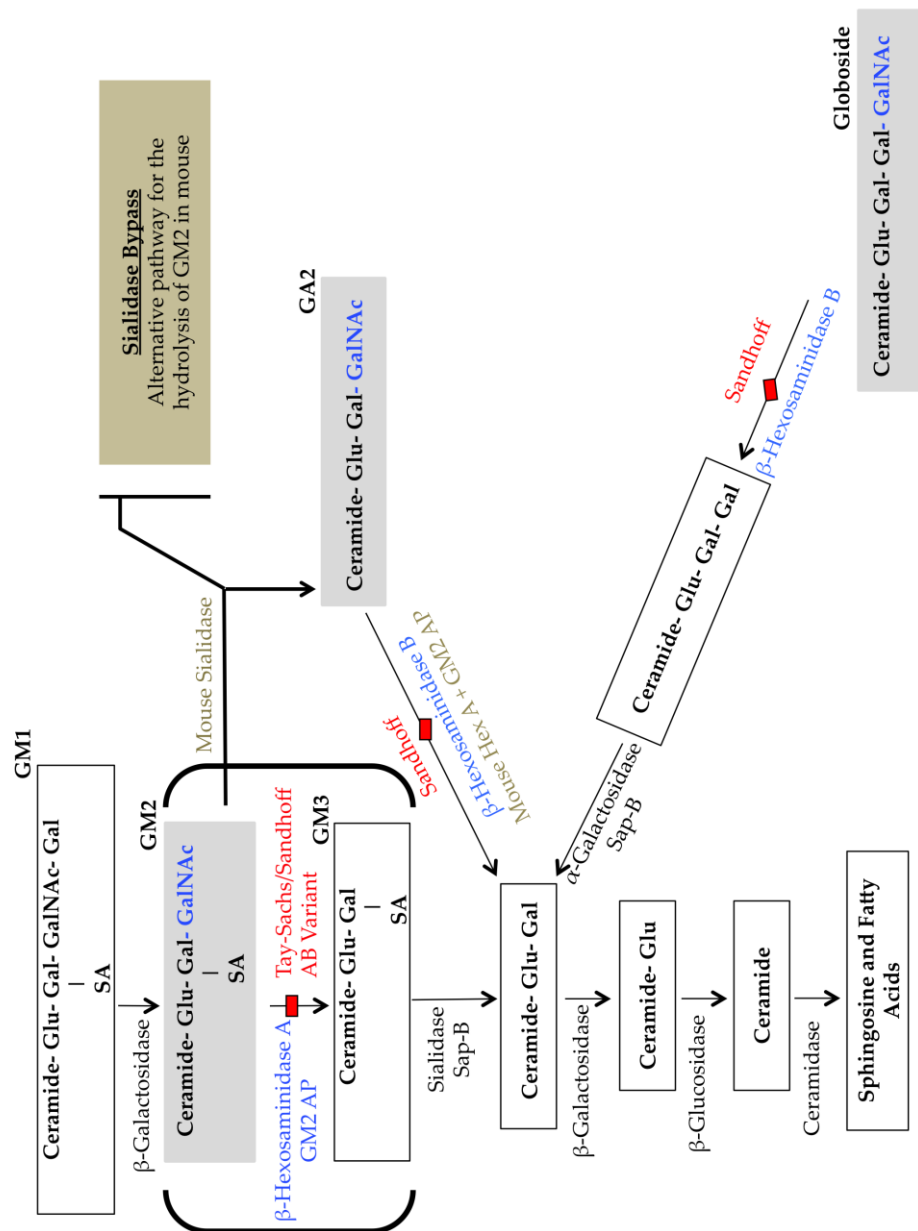 GM1
Ceramide- Glu- Gal- GalNAc- Gal
SA
β-Galactosidase
GM2
Ceramide- Glu- Gal- GalNAc
SA
β-Hexosaminidase A
GM2 AP
Tay-Sachs/Sandhoff
AB Variant
GM3
Ceramide- Glu- Gal
SA
Sialidase
Sap-B
Mouse Sialidase
Sialidase Bypass
Alternative pathway for the
hydrolysis of GM2 in mouse
GA2
Ceramide- Glu- Gal- GalNAc
Sandhoff
β-Hexosaminidase B
Mouse Hex A + GM2 AP
Ceramide- Glu- Gal
β-Galactosidase
Ceramide- Glu
β-Glucosidase
Ceramide
Ceramidase
Sphingosine and Fatty
Acids
α-Galactosidase
Sap-B
Ceramide- Glu- Gal- Gal
Sandhoff
β-Hexosaminidase B
Globoside
Ceramide- Glu- Gal- Gal- GalNAc